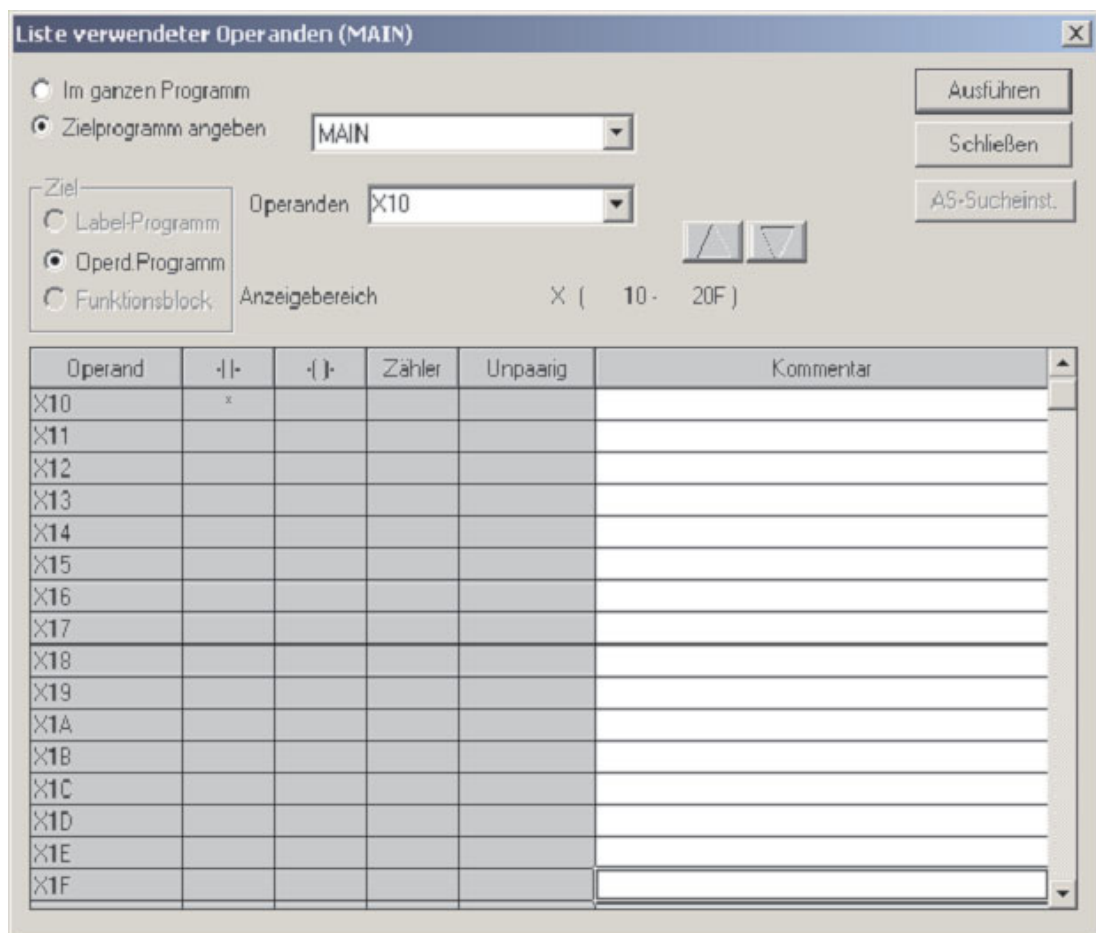 Liste verwendeter Operanden (MAIN)
Im ganzen Programm
Ausführen
Zielprogramm angeben MAIN
Schließen
Ziel
Operanden X10
AS-Sucheinst.
Label-Programm
Operd.Programm
Funktionsblock
Anzeigebereich X ( 10 - 20F )
Operand -| |- -( )- Zähler Unpaarig Kommentar
X10 x
X11
X12
X13
X14
X15
X16
X17
X18
X19
X1A
X1B
X1C
X1D
X1E
X1F